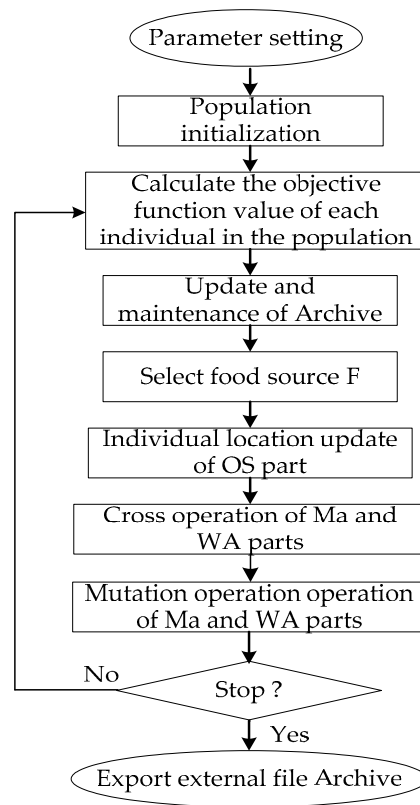 Parameter setting
Population
initialization
Calculate the objective
function value of each
individual in the population
Update and
maintenance of Archive
Select food source F
Individual location update
of OS part
Cross operation of Ma and
WA parts
Mutation operation operation
of Ma and WA parts
No
Stop ?
Yes
Export external file Archive